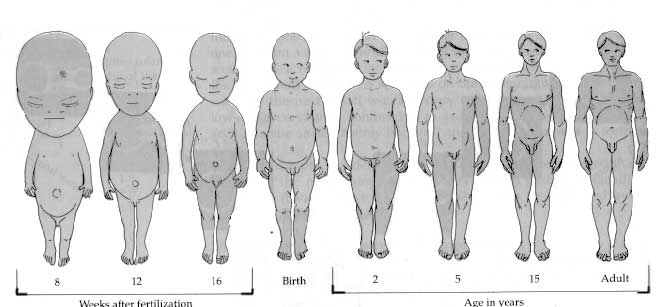 8 12 16 Birth 2 5 15 Adult
Weeks after fertilization Age in years